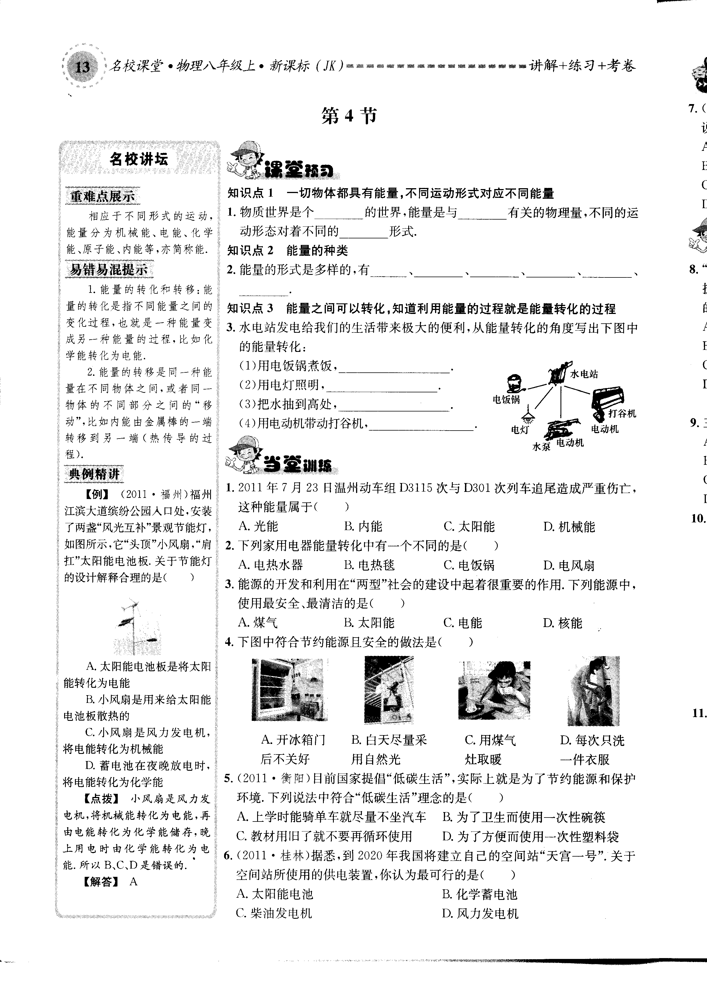 13 名校课堂·物理八年级上·新课标(JK) 讲解+练习+考卷
第 4 节
名校讲坛
重难点展示
相应于不同形式的运动,
能量分为机械能、电能、化学
能、原子能、内能等,亦简称能.
易错易混提示
1. 能量的转化和转移:能
量的转化是指不同能量之间的
变化过程,也就是一种能量变
成另一种能量的过程,比如化
学能转化为电能.
2. 能量的转移是同一种能
量在不同物体之间,或者同一
物体的不同部分之间的“移
动”,比如内能由金属棒的一端
转移到另一端(热传导的过
程).
典例精讲
【例】 (2011·福州)福州
江滨大道缤纷公园入口处,安装
了两盏“风光互补”景观节能灯,
如图所示,它“头顶”小风扇,“肩
扛”太阳能电池板. 关于节能灯
的设计解释合理的是(　　)
A. 太阳能电池板是将太阳
能转化为电能
B. 小风扇是用来给太阳能
电池板散热的
C. 小风扇是风力发电机,
将电能转化为机械能
D. 蓄电池在夜晚放电时,
将电能转化为化学能
【点拨】 小风扇是风力发
电机,将机械能转化为电能,再
由电能转化为化学能储存,晚
上用电时由化学能转化为电
能. 所以 B、C、D 是错误的.
【解答】 A
课堂预习
知识点 1 一切物体都具有能量,不同运动形式对应不同能量
1. 物质世界是个________的世界,能量是与________有关的物理量,不同的运
动形态对着不同的________形式.
知识点 2 能量的种类
2. 能量的形式是多样的,有______、________、________、________、________、
________.
知识点 3 能量之间可以转化,知道利用能量的过程就是能量转化的过程
3. 水电站发电给我们的生活带来极大的便利,从能量转化的角度写出下图中
的能量转化:
(1)用电饭锅煮饭,__________________.
(2)用电灯照明,__________________.
(3)把水抽到高处,__________________.
(4)用电动机带动打谷机,_________________.
水电站
电饭锅
打谷机
电灯
电动机
水泵 电动机
当堂训练
1. 2011 年 7 月 23 日温州动车组 D3115 次与 D301 次列车追尾造成严重伤亡,
这种能量属于(　　)
A. 光能 B. 内能 C. 太阳能 D. 机械能
2. 下列家用电器能量转化中有一个不同的是(　　)
A. 电热水器 B. 电热毯 C. 电饭锅 D. 电风扇
3. 能源的开发和利用在“两型”社会的建设中起着很重要的作用. 下列能源中,
使用最安全、最清洁的是(　　)
A. 煤气 B. 太阳能 C. 电能 D. 核能
4. 下图中符合节约能源且安全的做法是(　　)
A. 开冰箱门 B. 白天尽量采 C. 用煤气 D. 每次只洗
后不关好 用自然光 灶取暖 一件衣服
5. (2011·衡阳)目前国家提倡“低碳生活”,实际上就是为了节约能源和保护
环境. 下列说法中符合“低碳生活”理念的是(　　)
A. 上学时能骑单车就尽量不坐汽车 B. 为了卫生而使用一次性碗筷
C. 教材用旧了就不要再循环使用 D. 为了方便而使用一次性塑料袋
6. (2011·桂林)据悉,到 2020 年我国将建立自己的空间站“天宫一号”. 关于
空间站所使用的供电装置,你认为最可行的是(　　)
A. 太阳能电池 B. 化学蓄电池
C. 柴油发电机 D. 风力发电机
7. (
8. “
9.
10.
11.